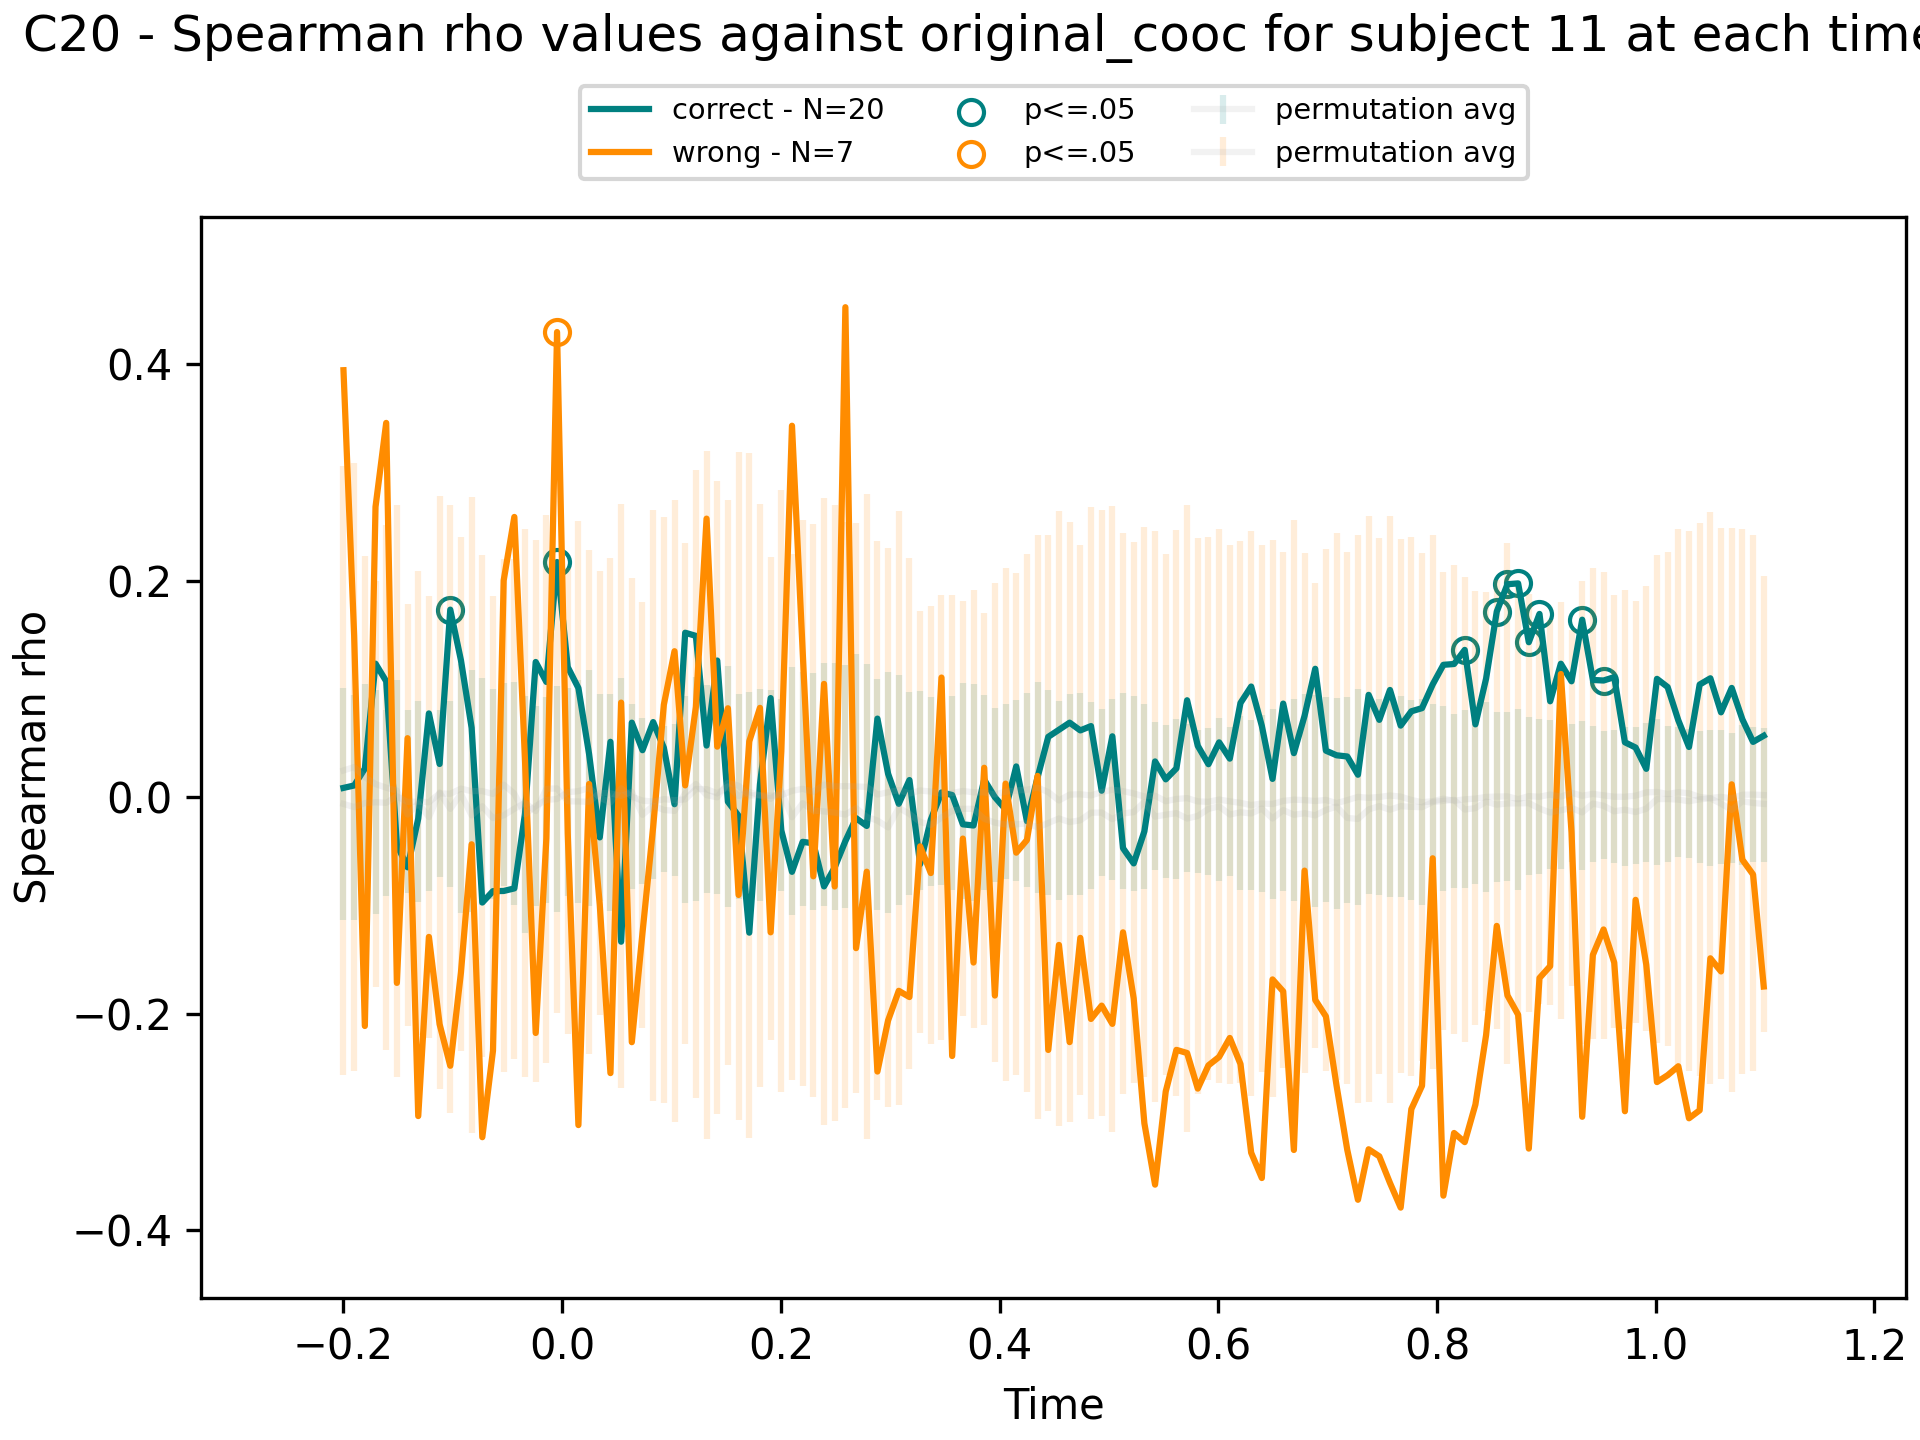 C20 - Spearman rho values against original_cooc for subject 11 at each time
correct - N=20
wrong - N=7
p<=.05
p<=.05
permutation avg
permutation avg
Spearman rho
0.4
0.2
0.0
−0.2
−0.4
−0.2
0.0
0.2
0.4
0.6
0.8
1.0
1.2
Time